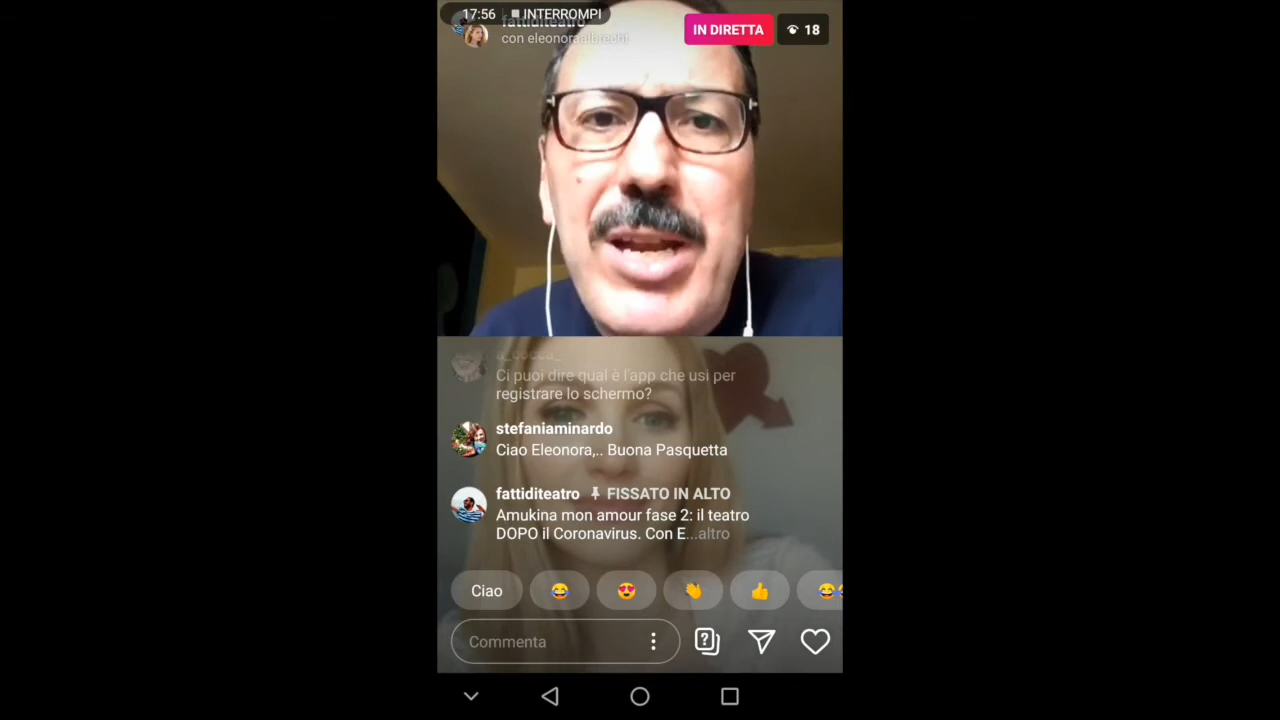 17:56 INTERROMPI
fattiditeatro
con eleonoraalbrecht
IN DIRETTA
18
a_cocca_
Ci puoi dire qual è l'app che usi per
registrare lo schermo?
stefaniaminardo
Ciao Eleonora,.. Buona Pasquetta
fattiditeatro FISSATO IN ALTO
Amukina mon amour fase 2: il teatro
DOPO il Coronavirus. Con E...altro
Ciao
Commenta